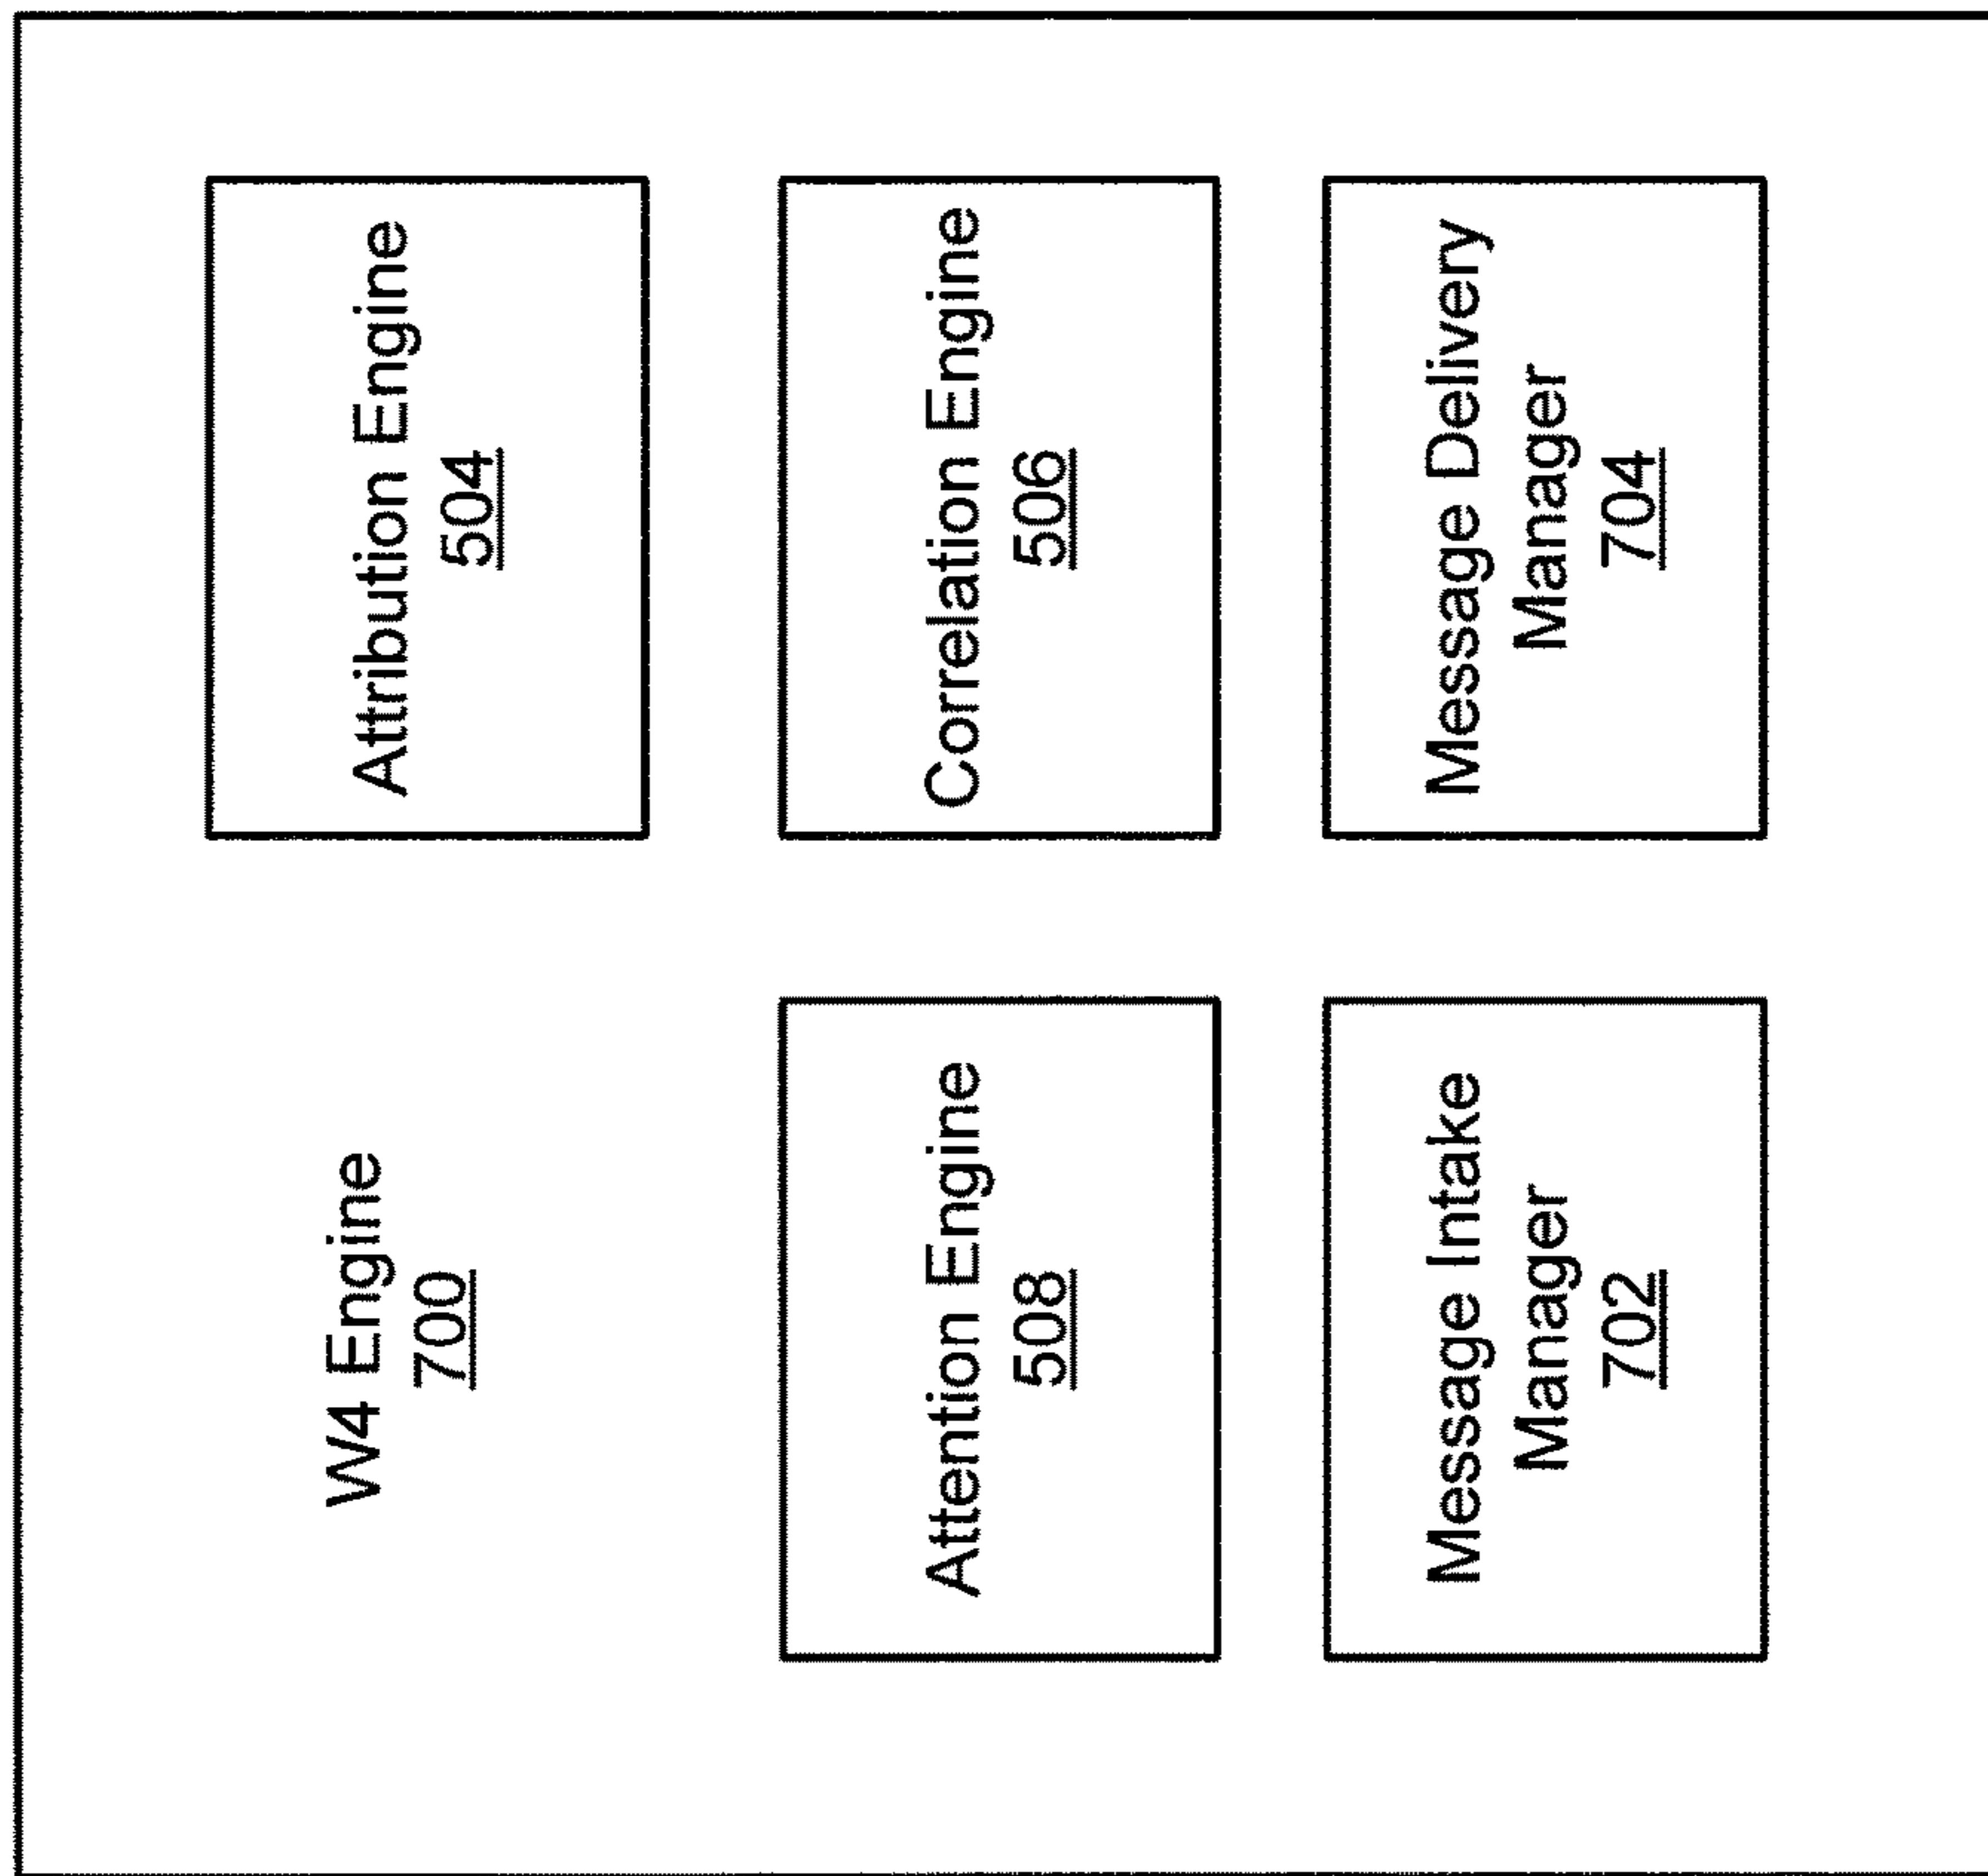 W4 Engine
700
Attribution Engine
504
Attention Engine
508
Correlation Engine
506
Message Intake
Manager
702
Message Delivery
Manager
704